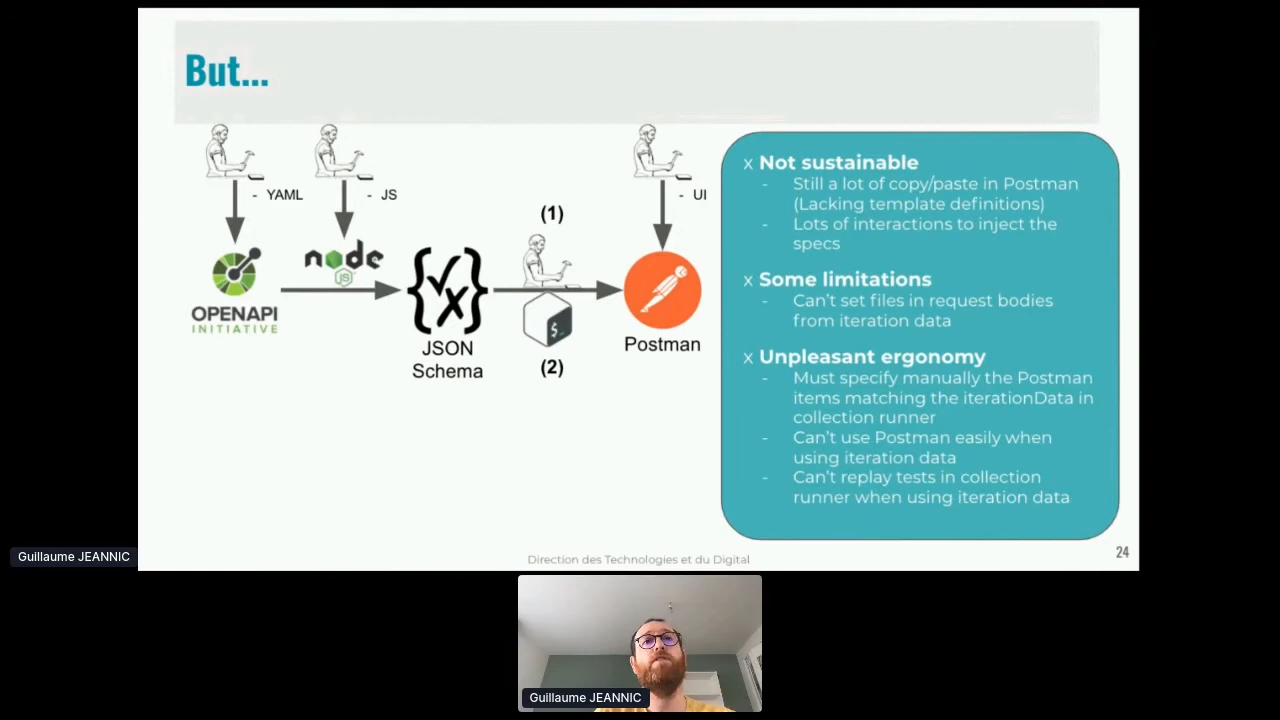 But...
- YAML
- JS
- UI
(1)
node
JS
OPENAPI
INITIATIVE
JSON
Schema
$_
(2)
Postman
x Not sustainable
- Still a lot of copy/paste in Postman
(Lacking template definitions)
- Lots of interactions to inject the
specs
x Some limitations
- Can't set files in request bodies
from iteration data
x Unpleasant ergonomy
- Must specify manually the Postman
items matching the iterationData in
collection runner
- Can't use Postman easily when
using iteration data
- Can't replay tests in collection
runner when using iteration data
Direction des Technologies et du Digital
24
Guillaume JEANNIC
Guillaume JEANNIC